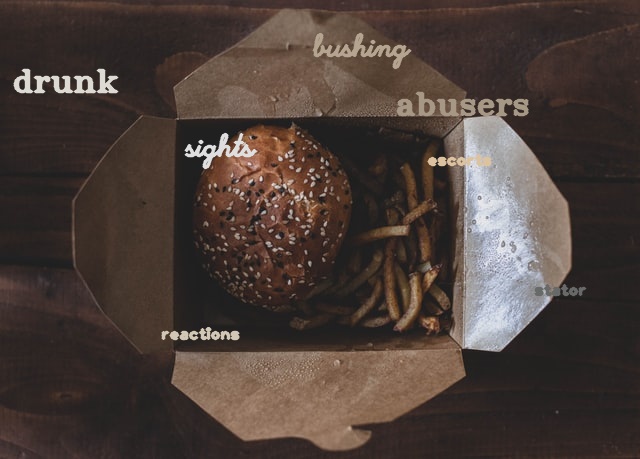 bushing
drunk
abusers
sights
escorts
stator
reactions